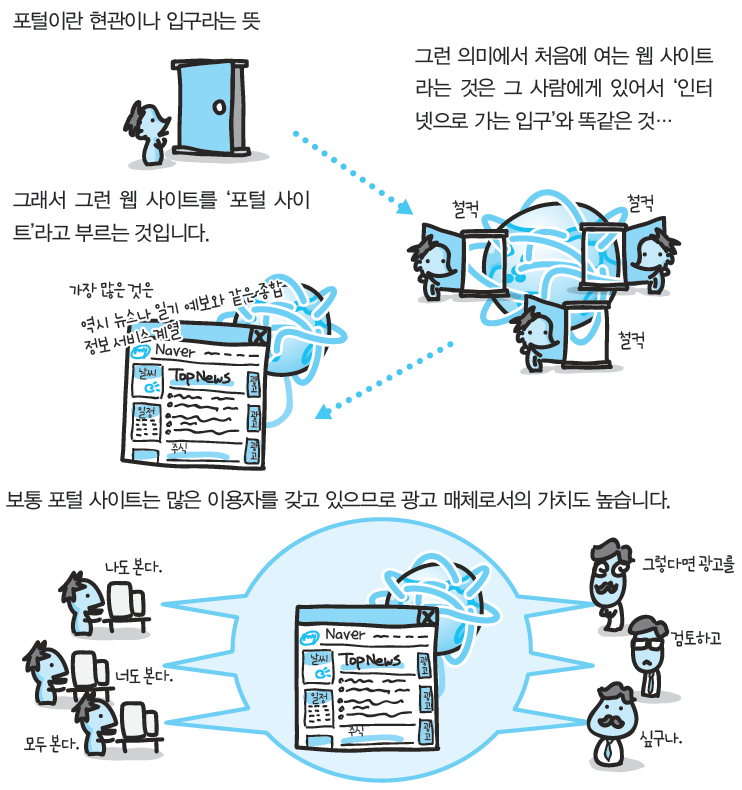 포털이란 현관이나 입구라는 뜻
그런 의미에서 처음에 여는 웹 사이트
라는 것은 그 사람에게 있어서 ‘인터
넷으로 가는 입구’와 똑같은 것…
그래서 그런 웹 사이트를 ‘포털 사이
트’라고 부르는 것입니다.
철컥
철컥
철컥
가장 많은 것은
역시 뉴스나 일기 예보와 같은 종합
정보 서비스 계열
my
Naver
날씨
Top News
광고
일정
광고
주식
광고
보통 포털 사이트는 많은 이용자를 갖고 있으므로 광고 매체로서의 가치도 높습니다.
나도 본다.
너도 본다.
모두 본다.
my
Naver
날씨
Top News
광고
일정
광고
주식
광고
그렇다면 광고를
검토하고
싶구나.